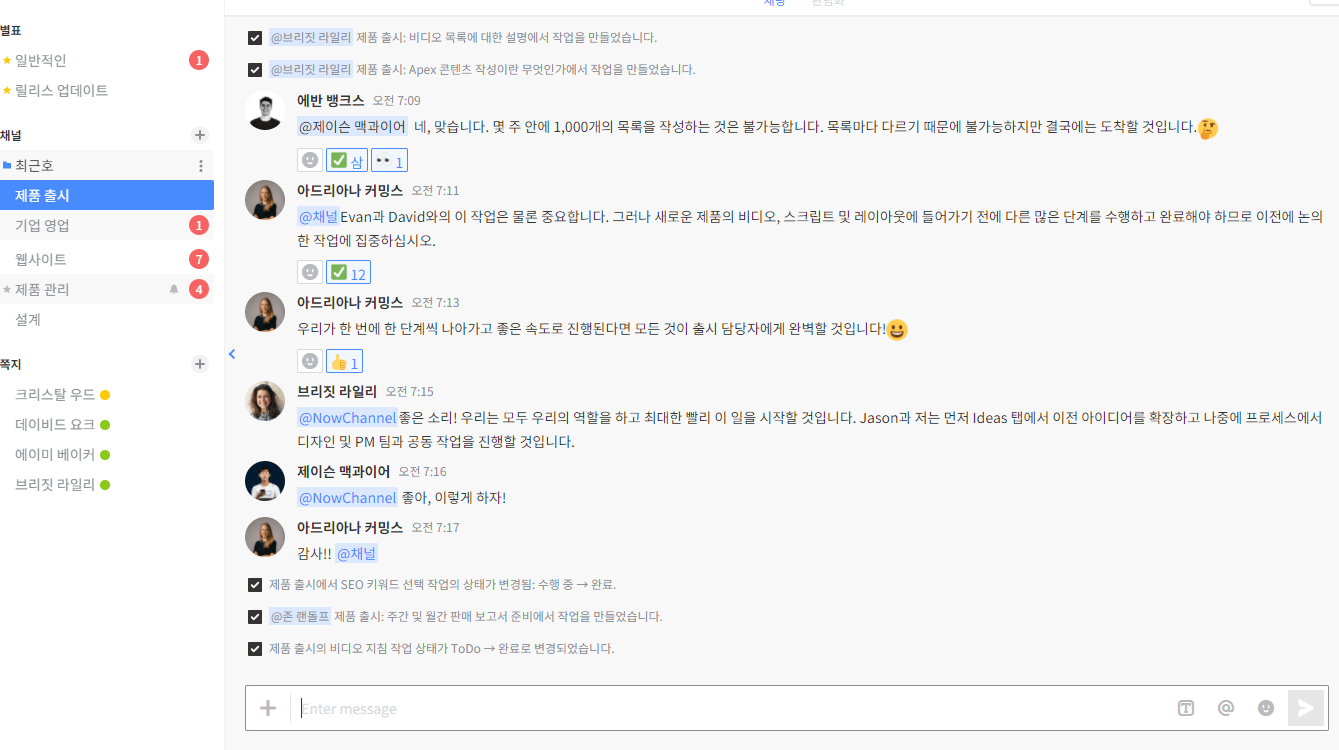 채팅
별표
일반적인
1
릴리스 업데이트
채널
최근호
제품 출시
기업 영업
1
웹사이트
7
제품 관리
4
설계
쪽지
크리스탈 우드
데이비드 요크
에이미 베이커
브리짓 라일리
@브리짓 라일리 제품 출시: 비디오 목록에 대한 설명에서 작업을 만들었습니다.
@브리짓 라일리 제품 출시: Apex 콘텐츠 작성이란 무엇인가에서 작업을 만들었습니다.
에반 뱅크스 오전 7:09
@제이슨 맥과이어 네, 맞습니다. 몇 주 안에 1,000개의 목록을 작성하는 것은 불가능합니다. 목록마다 다르기 때문에 불가능하지만 결국에는 도착할 것입니다.🤔
✅ 삼 👀 1
아드리아나 커밍스 오전 7:11
@채널Evan과 David와의 이 작업은 물론 중요합니다. 그러나 새로운 제품의 비디오, 스크립트 및 레이아웃에 들어가기 전에 다른 많은 단계를 수행하고 완료해야 하므로 이전에 논의
한 작업에 집중하십시오.
✅ 12
아드리아나 커밍스 오전 7:13
우리가 한 번에 한 단계씩 나아가고 좋은 속도로 진행된다면 모든 것이 출시 담당자에게 완벽할 것입니다!😀
👍 1
브리짓 라일리 오전 7:15
@NowChannel좋은 소리! 우리는 모두 우리의 역할을 하고 최대한 빨리 이 일을 시작할 것입니다. Jason과 저는 먼저 Ideas 탭에서 이전 아이디어를 확장하고 나중에 프로세스에서
디자인 및 PM 팀과 공동 작업을 진행할 것입니다.
제이슨 맥과이어 오전 7:16
@NowChannel 좋아, 이렇게 하자!
아드리아나 커밍스 오전 7:17
감사!! @채널
제품 출시에서 SEO 키워드 선택 작업의 상태가 변경됨: 수행 중 → 완료.
@존 랜돌프 제품 출시: 주간 및 월간 판매 보고서 준비에서 작업을 만들었습니다.
제품 출시의 비디오 지침 작업 상태가 ToDo → 완료로 변경되었습니다.
Enter message